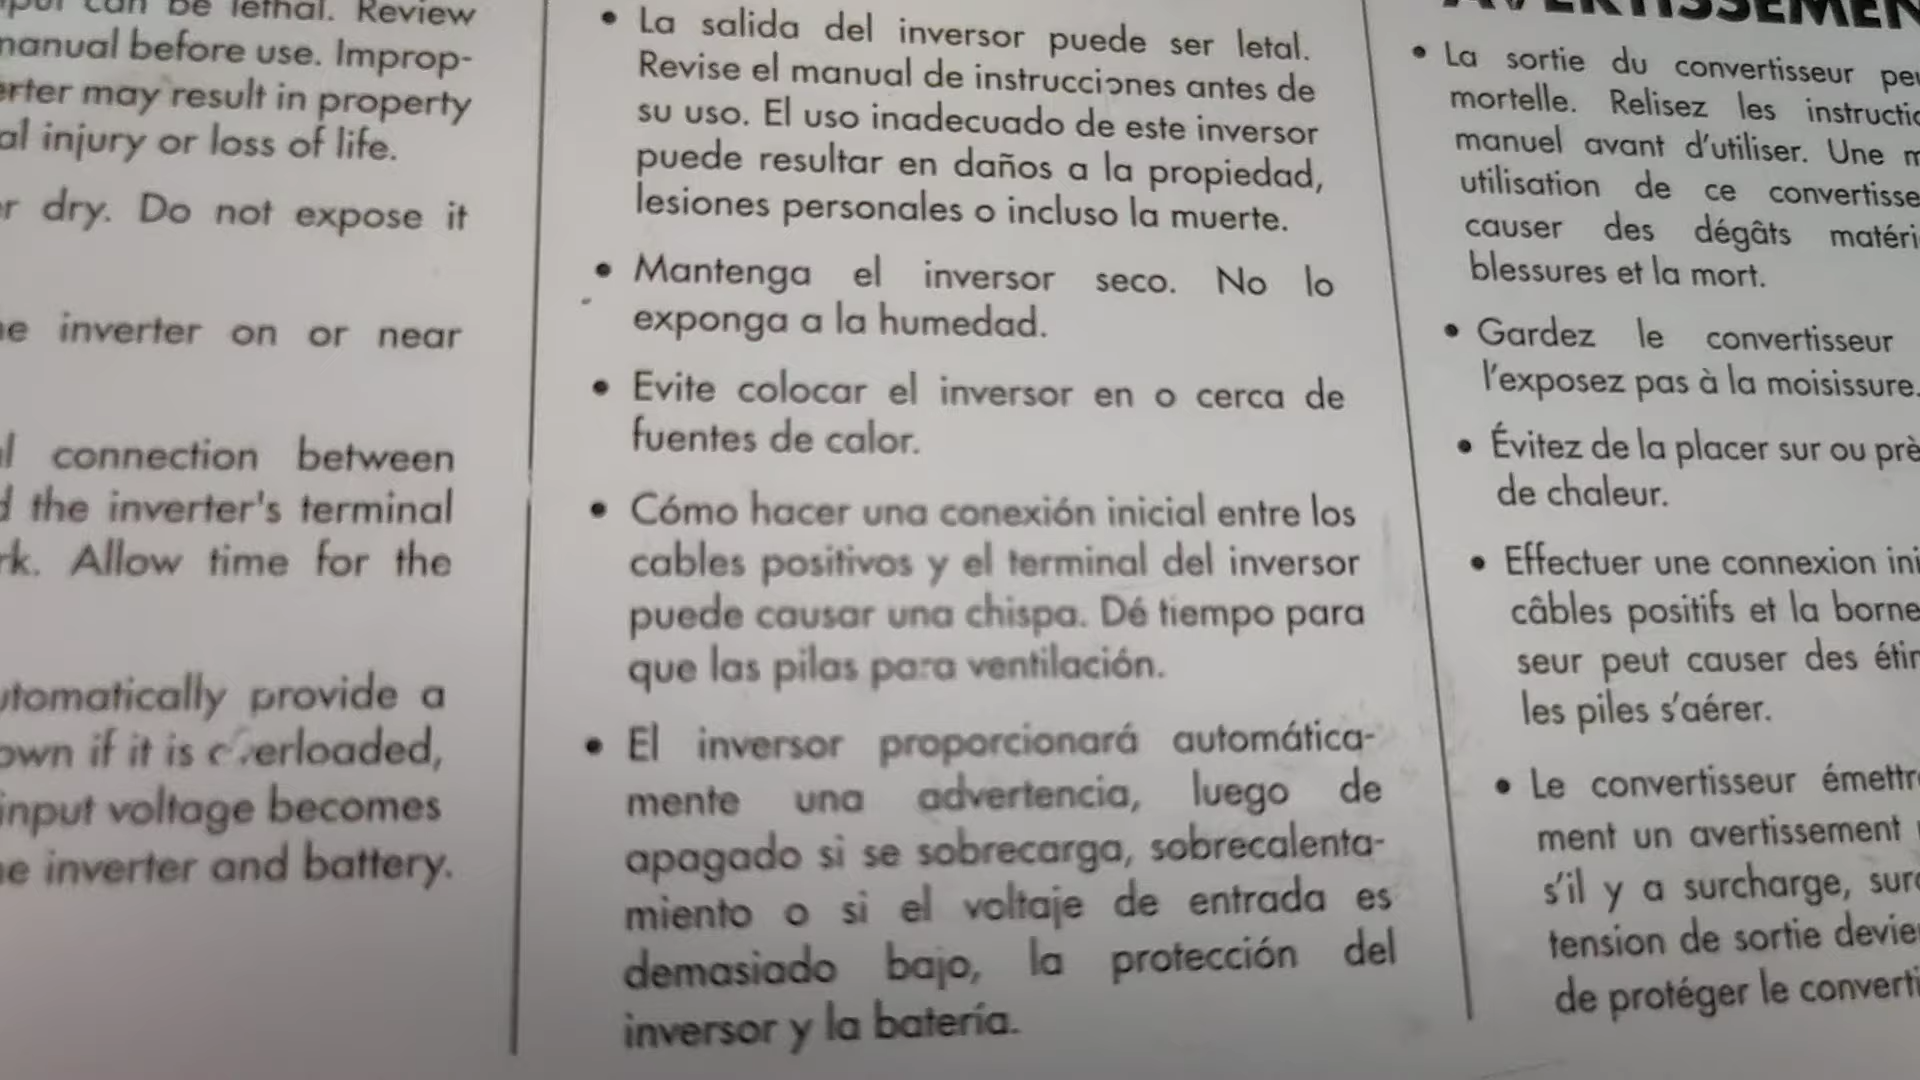 can be lethal. Review
manual before use. Improp-
may result in property
injury or loss of life.
dry. Do not expose it
inverter on or near
connection between
the inverter's terminal
Allow time for the
provide a
if it is
input voltage becomes
inverter and battery.
• La salida del inversor puede ser letal.
Revise el manual de instrucciones antes de
su uso. El uso inadecuado de este inversor
puede resultar en daños a la propiedad,
lesiones personales o incluso la muerte.
• Mantenga el inversor seco. No lo
exponga a la humedad.
• Evite colocar el inversor en o cerca de
fuentes de calor.
• Cómo hacer una conexión inicial entre los
cables positivos y el terminal del inversor
puede causar una chispa. Dé tiempo para
que las pilas para ventilación.
• El inversor proporcionará automática-
mente una advertencia, luego de
apagado si se sobrecarga, sobrecalenta-
miento o si el voltaje de entrada es
demasiado bajo, la protección del
inversor y la batería.
• La sortie du convertisseur
mortelle. Relisez les
manuel avant d'utiliser. Une
utilisation de ce
causer des dégâts
blessures et la mort.
• Gardez le convertisseur
l'exposez pas à la moisissure.
• Évitez de la placer sur ou
de chaleur.
• Effectuer une connexion
câbles positifs et la borne
seur peut causer des
les piles s'aérer.
• Le convertisseur
ment un avertissement
s'il y a surcharge,
tension de sortie
de protéger le